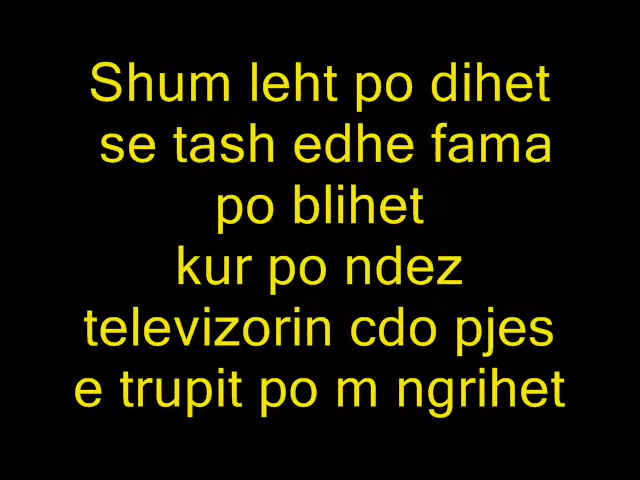 Shum leht po dihet
se tash edhe fama
po blihet
kur po ndez
televizorin cdo pjes
e trupit po m ngrihet